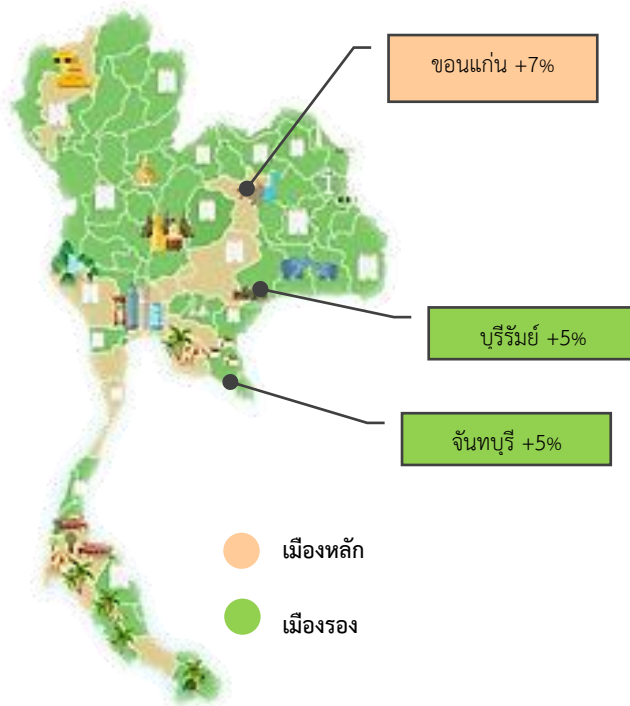 ขอนแก่น +7%
บุรีรัมย์ +5%
จันทบุรี +5%
เมืองหลัก
เมืองรอง